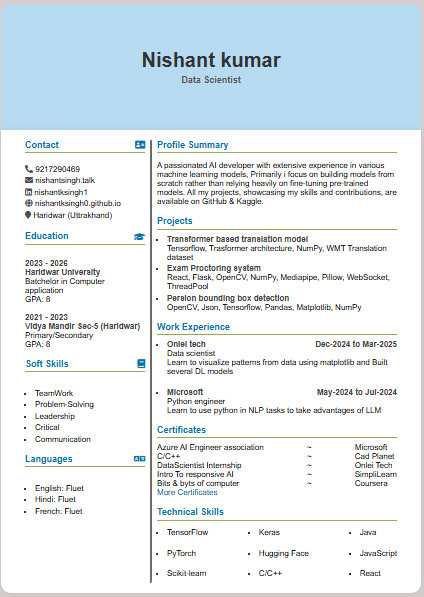 Nishant kumar
Data Scientist
Contact
9217290469
nishantsingh.talk
nishantksingh1
nishantksingh0.github.io
Haridwar (Uttrakhand)
Education
2023 - 2026
Haridwar University
Batchelor in Computer
application
GPA: 8
2021 - 2023
Vidya Mandir Sec-5 (Haridwar)
Primary/Secondary
GPA: 8
Soft Skills
• TeamWork
• Problem-Solving
• Leadership
• Critical
• Communication
Languages
• English: Fluet
• Hindi: Fluet
• French: Fluet
Profile Summary
A passionated AI developer with extensive experience in various
machine learning models, Primarily i focus on building models from
scratch rather than relying heavily on fine-tuning pre-trained
models. All my projects, showcasing my skills and contributions, are
available on GitHub & Kaggle.
Projects
• Transformer based translation model
Tensorflow, Trasformer architecture, NumPy, WMT Translation
dataset
• Exam Proctoring system
React, Flask, OpenCV, NumPy, Mediapipe, Pillow, WebSocket,
ThreadPool
• Persion bounding box detection
OpenCV, Json, Tensorflow, Pandas, Matplotlib, NumPy
Work Experience
• Onlei tech Dec-2024 to Mar-2025
Data scientist
Learn to visualize patterns from data using matplotlib and Built
several DL models
• Microsoft May-2024 to Jul-2024
Python engineer
Learn to use python in NLP tasks to take advantages of LLM
Certificates
Azure AI Engineer association ~ Microsoft
C/C++ ~ Cad Planet
DataScientist Internship ~ Onlei Tech
Intro To responsive AI ~ SimpliLearn
Bits & byts of computer ~ Coursera
More Certificates
Technical Skills
• TensorFlow • Keras • Java
• PyTorch • Hugging Face • JavaScript
• Scikit-learn • C/C++ • React